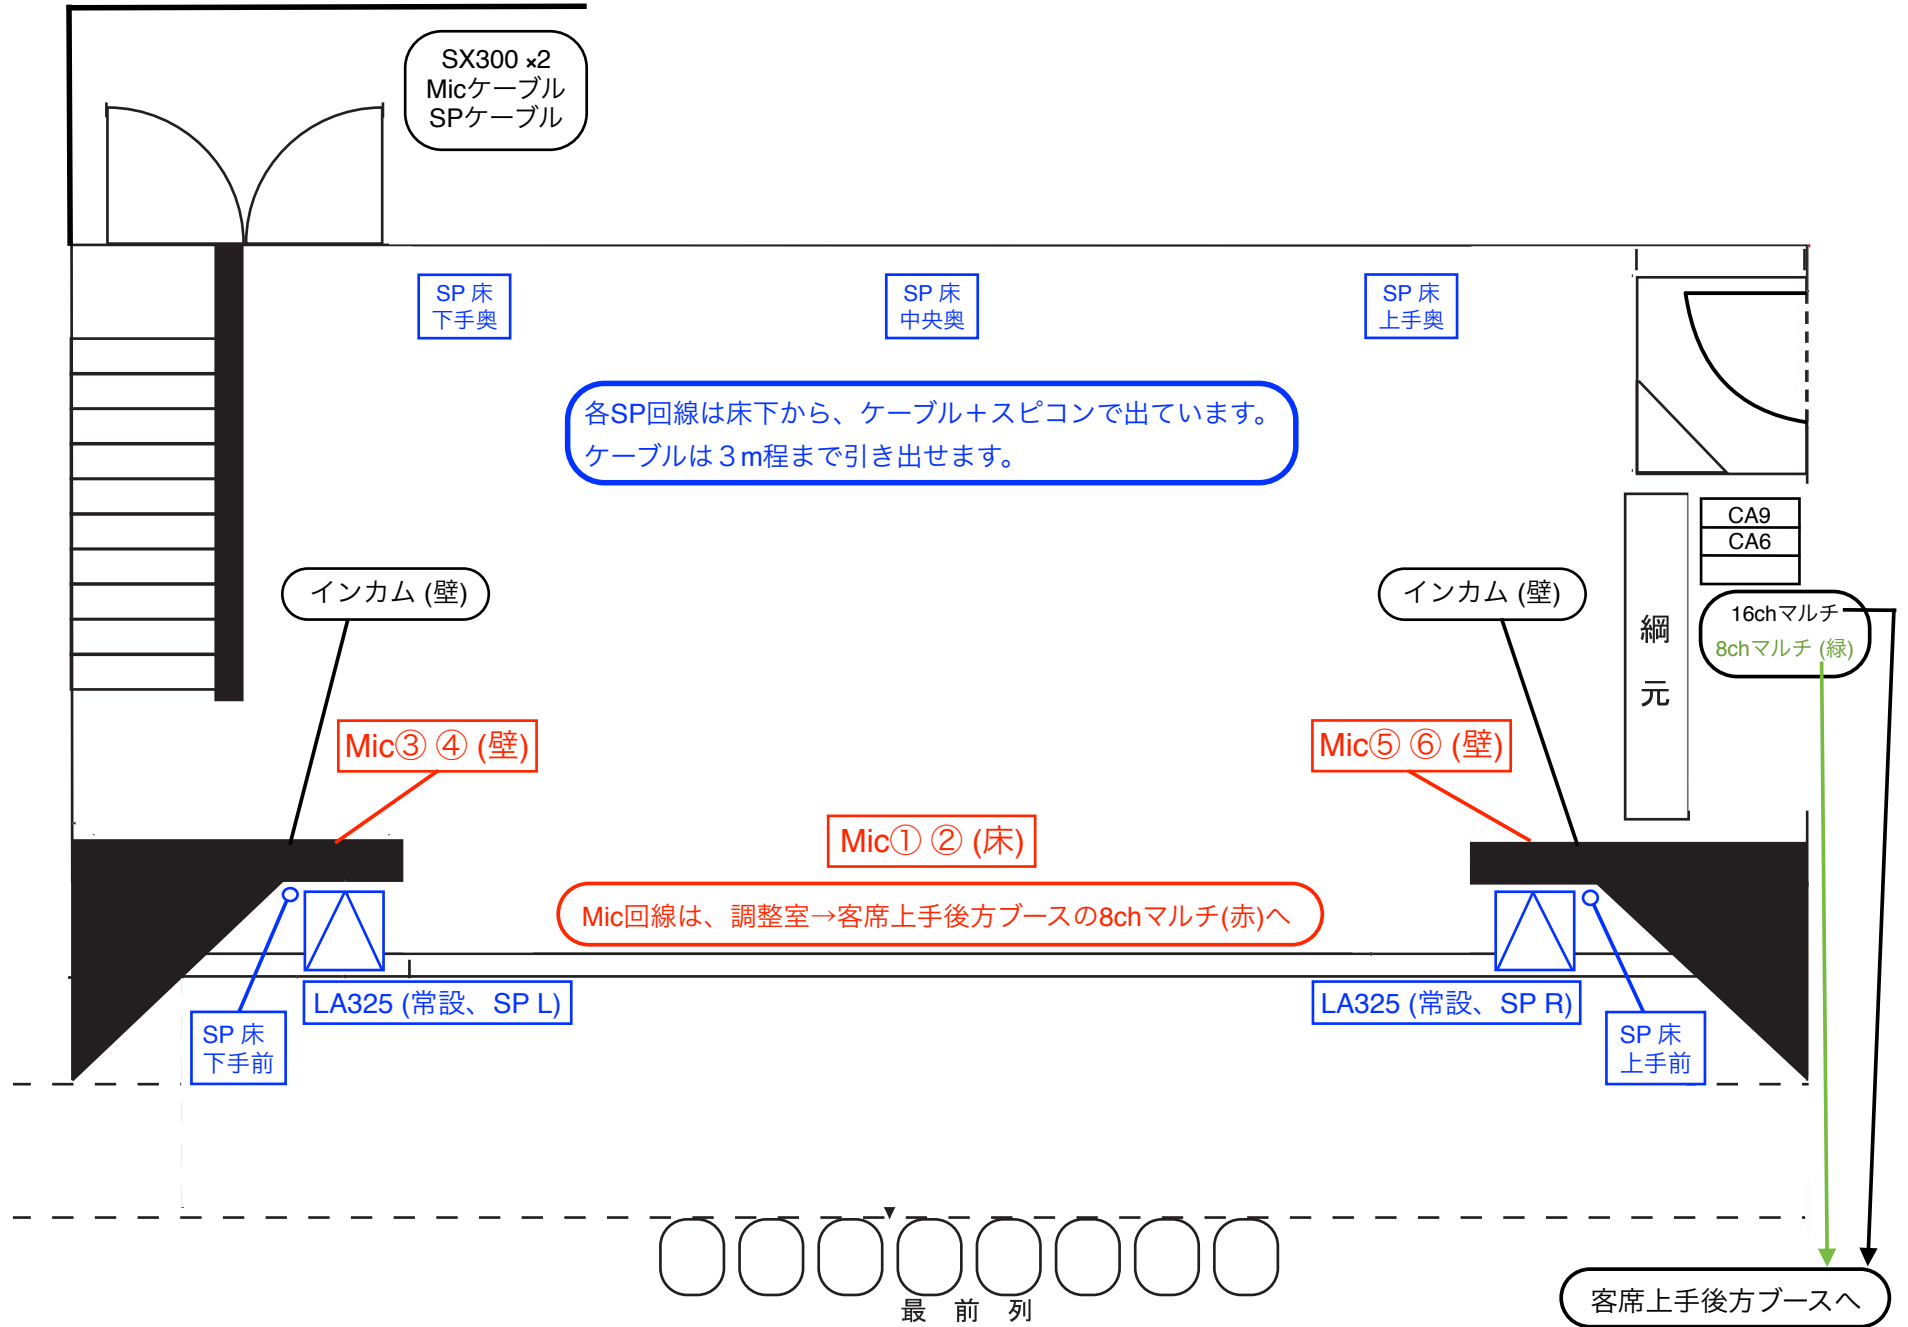 SX300 ×2
Micケーブル
SPケーブル
SP 床
下手奥
SP 床
中央奥
SP 床
上手奥
各SP回線は床下から、ケーブル＋スピコンで出ています。
ケーブルは３m程まで引き出せます。
CA9
CA6
インカム (壁)
インカム (壁)
16chマルチ
8chマルチ (緑)
綱
元
Mic③ ④ (壁)
Mic⑤ ⑥ (壁)
Mic① ② (床)
Mic回線は、調整室→客席上手後方ブースの8chマルチ(赤)へ
LA325 (常設、SP L)
LA325 (常設、SP R)
SP 床
下手前
SP 床
上手前
最 前 列
客席上手後方ブースへ